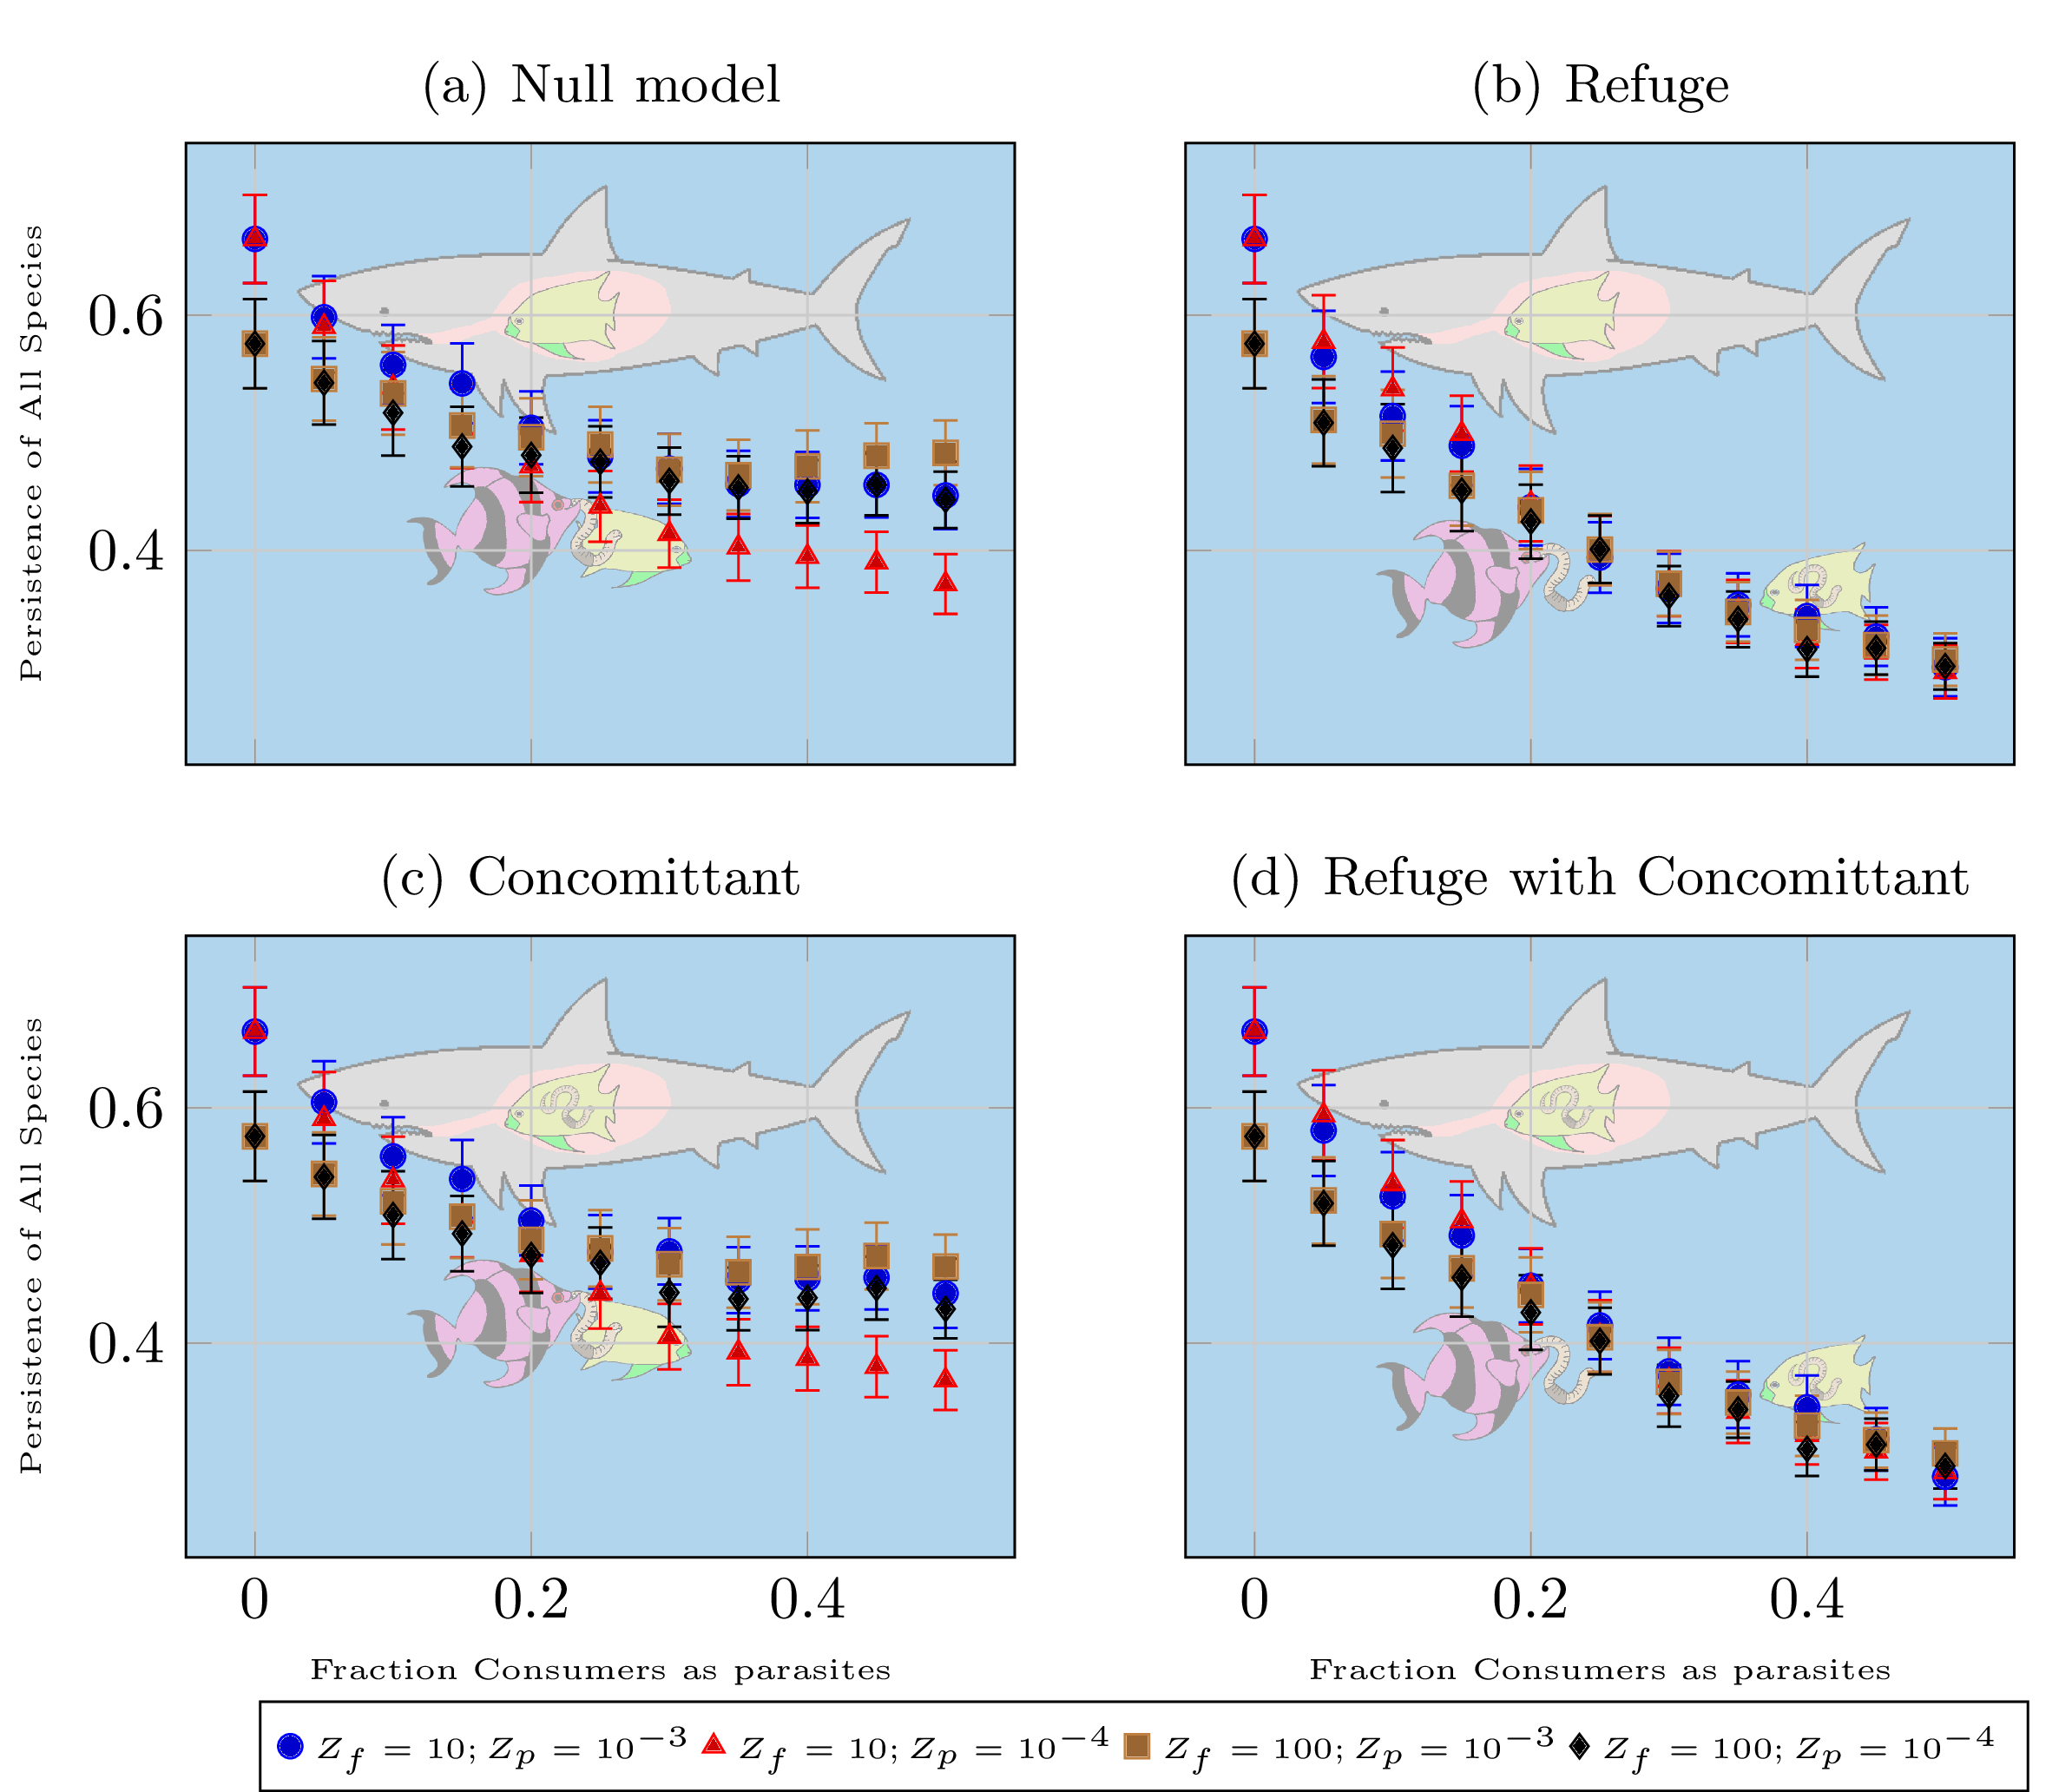 (a) Null model
(b) Refuge
Persistence of All Species
0.6
0.4
(c) Concomittant
(d) Refuge with Concomittant
Persistence of All Species
0.6
0.4
0 0.2 0.4
0 0.2 0.4
Fraction Consumers as parasites
Fraction Consumers as parasites
Z_f = 10; Z_p = 10^{-3} Z_f = 10; Z_p = 10^{-4} Z_f = 100; Z_p = 10^{-3} Z_f = 100; Z_p = 10^{-4}